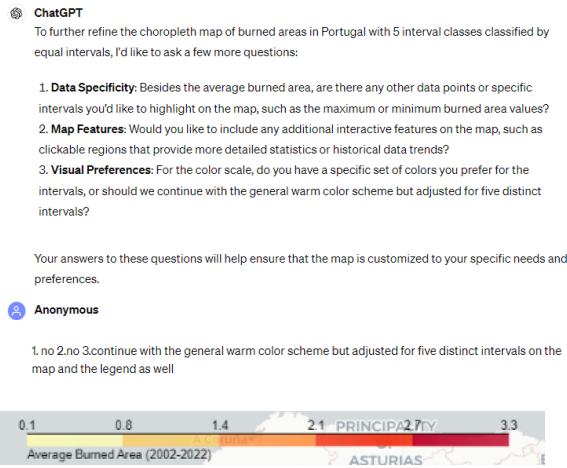 ChatGPT
To further refine the choropleth map of burned areas in Portugal with 5 interval classes classified by
equal intervals, I'd like to ask a few more questions:
1. Data Specificity: Besides the average burned area, are there any other data points or specific
intervals you'd like to highlight on the map, such as the maximum or minimum burned area values?
2. Map Features: Would you like to include any additional interactive features on the map, such as
clickable regions that provide more detailed statistics or historical data trends?
3. Visual Preferences: For the color scale, do you have a specific set of colors you prefer for the
intervals, or should we continue with the general warm color scheme but adjusted for five distinct
intervals?
Your answers to these questions will help ensure that the map is customized to your specific needs and
preferences.
Anonymous
1. no 2.no 3.continue with the general warm color scheme but adjusted for five distinct intervals on the
map and the legend as well
0.1 0.8 1.4 2.1 2.7 3.3
PRINCIPALITY
A Coruña
Average Burned Area (2002-2022)
ASTURIAS